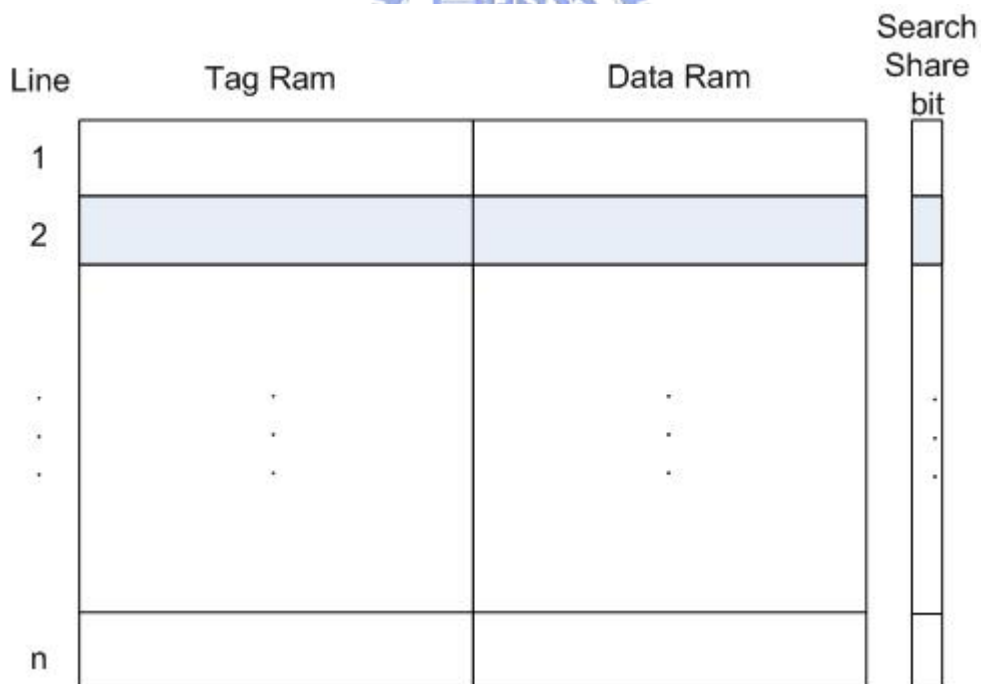 Search
Share
bit
Line Tag Ram Data Ram
1
2
. . . .
. . . .
. . . .
n